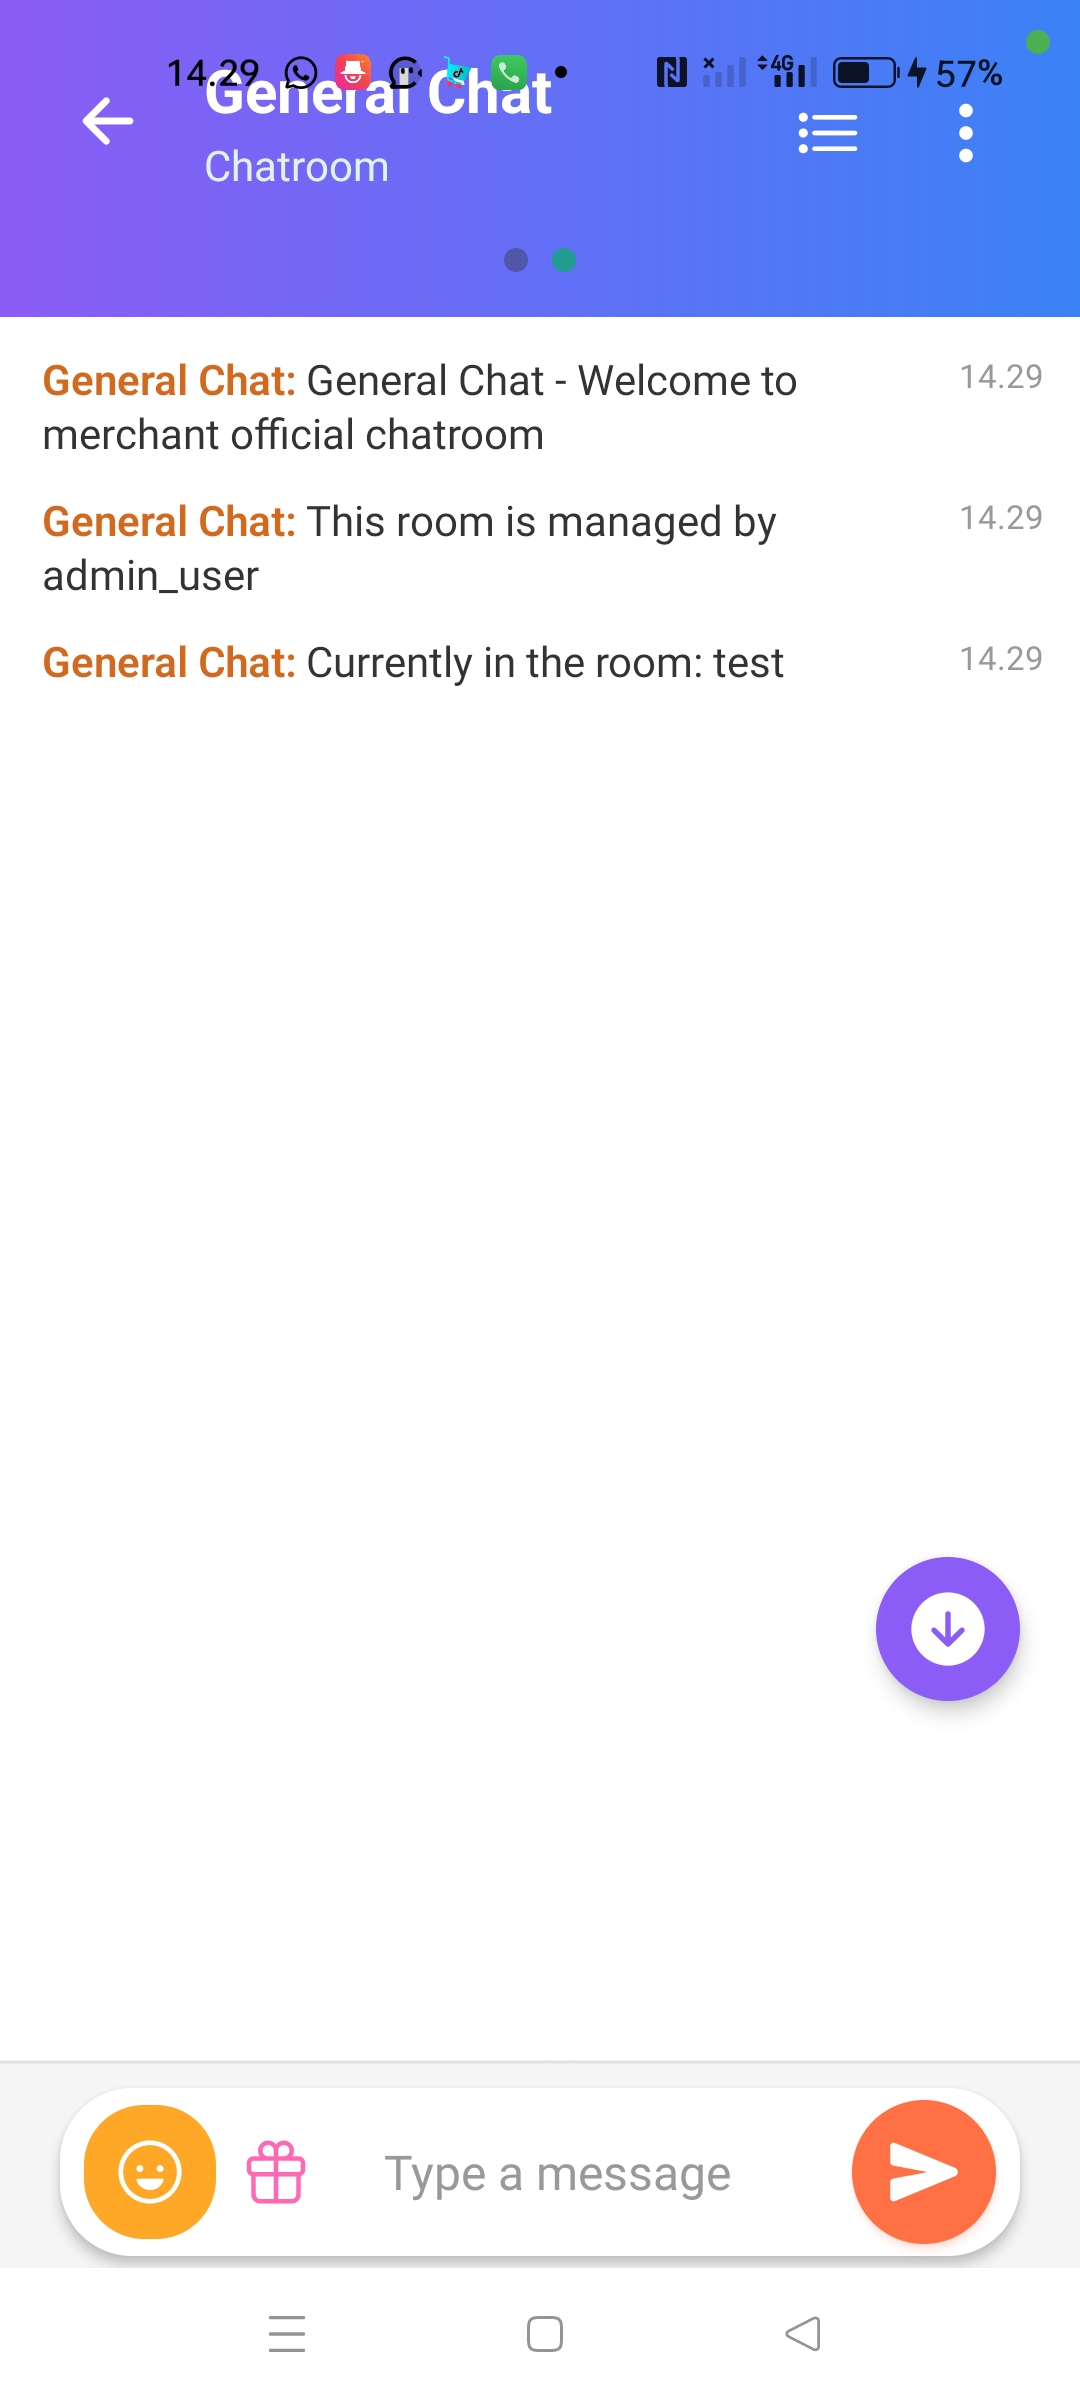 14.29 4G 57%
General Chat
Chatroom
General Chat: General Chat - Welcome to 14.29
merchant official chatroom
General Chat: This room is managed by 14.29
admin_user
General Chat: Currently in the room: test 14.29
Type a message